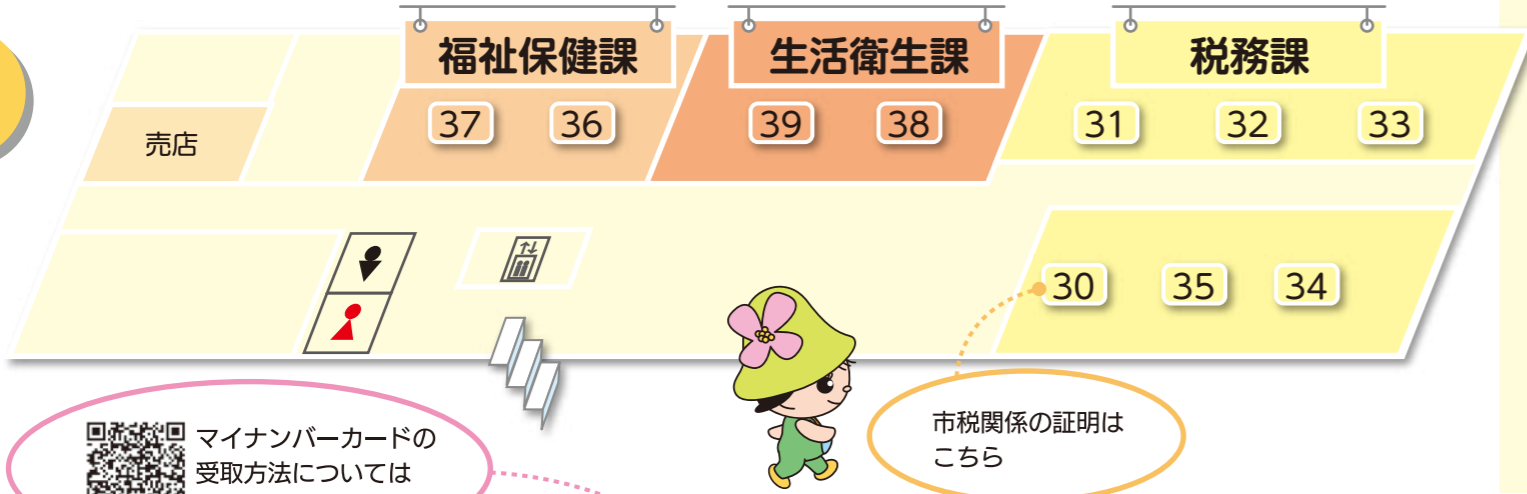 福祉保健課
生活衛生課
税務課
37
36
39
38
31
32
33
売店
30
35
34
市税関係の証明は
こちら
マイナンバーカードの
受取方法については